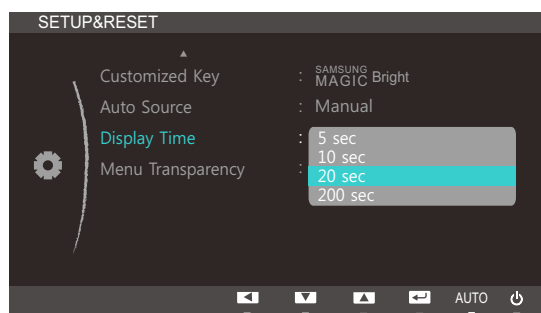 SETUP&RESET
Customized Key : SAMSUNG MAGIC Bright
Auto Source : Manual
Display Time : 5 sec
10 sec
Menu Transparency : 20 sec
200 sec
AUTO